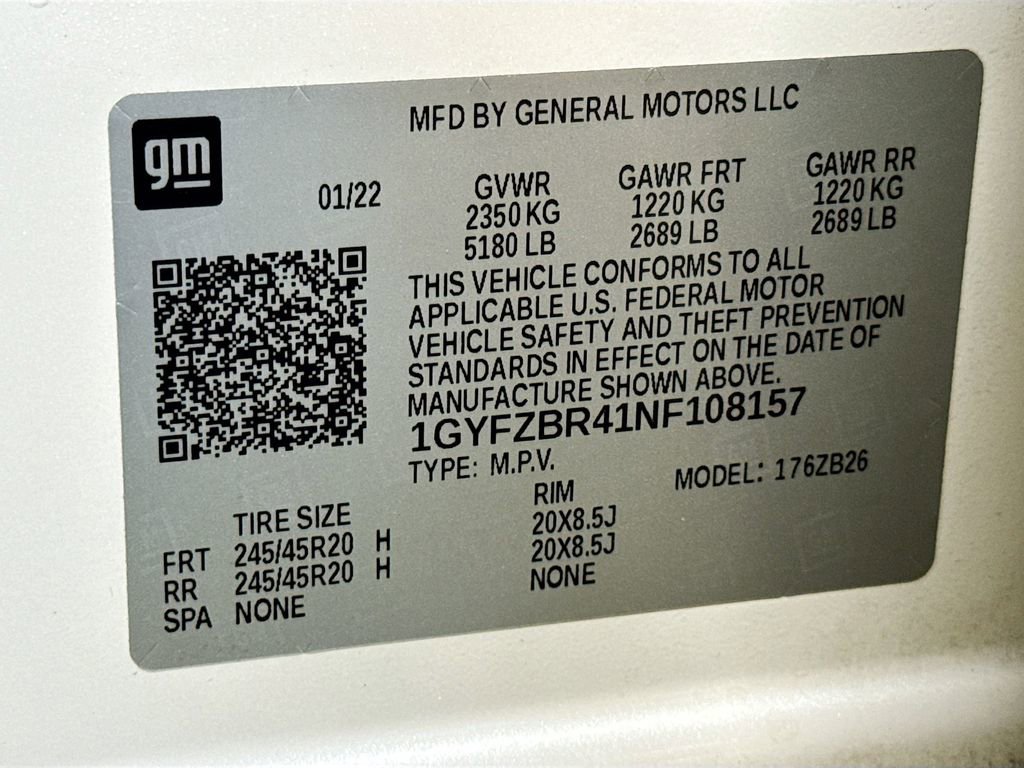 gm
MFD BY GENERAL MOTORS LLC
01/22
GVWR GAWR FRT GAWR RR
2350 KG 1220 KG 1220 KG
5180 LB 2689 LB 2689 LB
THIS VEHICLE CONFORMS TO ALL
APPLICABLE U.S. FEDERAL MOTOR
VEHICLE SAFETY AND THEFT PREVENTION
STANDARDS IN EFFECT ON THE DATE OF
MANUFACTURE SHOWN ABOVE.
1GYFZBR41NF108157
TYPE: M.P.V. MODEL: 176ZB26
TIRE SIZE RIM
FRT 245/45R20 H 20X8.5J
RR 245/45R20 H 20X8.5J
SPA NONE NONE